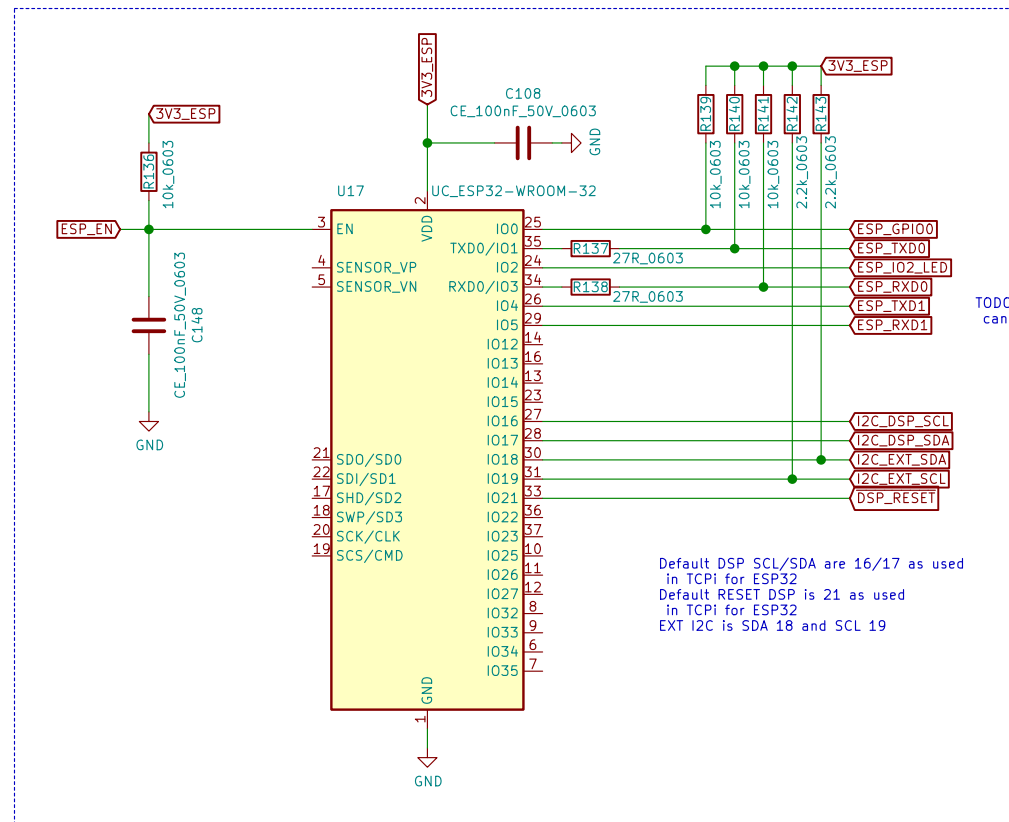 3V3_ESP
C108
CE_100nF_50V_0603
GND
3V3_ESP
R139
R140
R141
R142
R143
10k_0603
10k_0603
10k_0603
2.2k_0603
2.2k_0603
3V3_ESP
R136
10k_0603
ESP_EN
CE_100nF_50V_0603
C148
GND
U17
UC_ESP32-WROOM-32
2
VDD
3 EN
4 SENSOR_VP
5 SENSOR_VN
21 SDO/SD0
22 SDI/SD1
17 SHD/SD2
18 SWP/SD3
20 SCK/CLK
19 SCS/CMD
IO0 25
TXD0/IO1 35
IO2 24
RXD0/IO3 34
IO4 26
IO5 29
IO12 14
IO13 16
IO14 13
IO15 23
IO16 27
IO17 28
IO18 30
IO19 31
IO21 33
IO22 36
IO23 37
IO25 10
IO26 11
IO27 12
IO32 8
IO33 9
IO34 6
IO35 7
GND
1
GND
R137
27R_0603
R138
27R_0603
ESP_GPIO0
ESP_TXD0
ESP_IO2_LED
ESP_RXD0
ESP_TXD1
ESP_RXD1
I2C_DSP_SCL
I2C_DSP_SDA
I2C_EXT_SDA
I2C_EXT_SCL
DSP_RESET
TODO
can
Default DSP SCL/SDA are 16/17 as used
in TCPi for ESP32
Default RESET DSP is 21 as used
in TCPi for ESP32
EXT I2C is SDA 18 and SCL 19